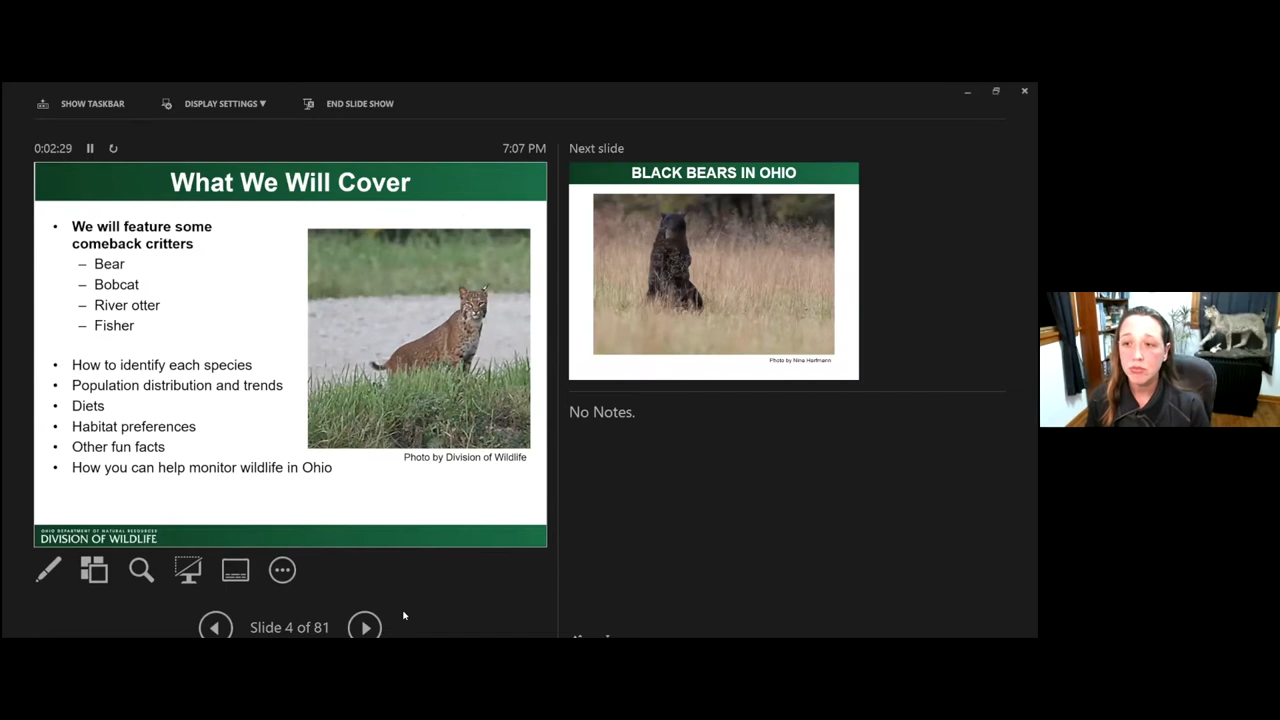 SHOW TASKBAR
DISPLAY SETTINGS ▼
END SLIDE SHOW
0:02:29
7:07 PM
What We Will Cover
• We will feature some
comeback critters
– Bear
– Bobcat
– River otter
– Fisher
• How to identify each species
• Population distribution and trends
• Diets
• Habitat preferences
• Other fun facts
• How you can help monitor wildlife in Ohio
Photo by Division of Wildlife
OHIO DEPARTMENT OF NATURAL RESOURCES
DIVISION OF WILDLIFE
Slide 4 of 81
Next slide
BLACK BEARS IN OHIO
Photo by Nina Harfmann
No Notes.